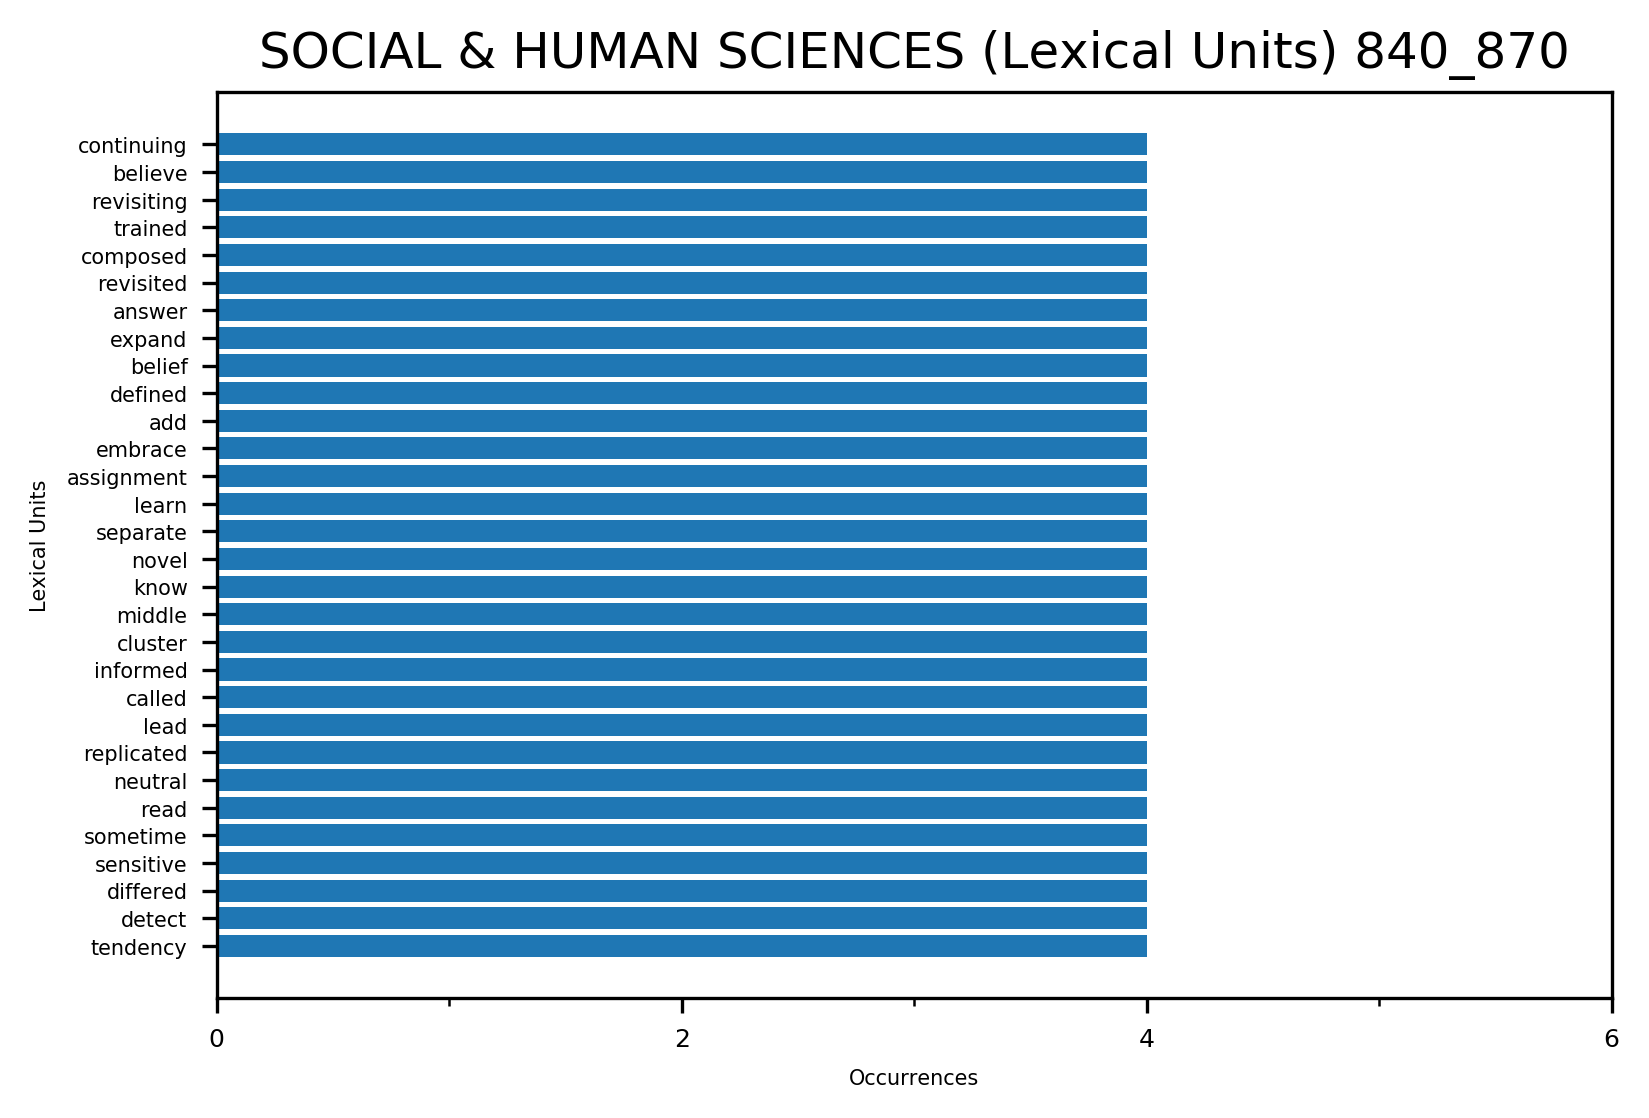 SOCIAL & HUMAN SCIENCES (Lexical Units) 840_870
continuing
believe
revisiting
trained
composed
revisited
answer
expand
belief
defined
add
embrace
assignment
learn
separate
novel
know
middle
cluster
informed
called
lead
replicated
neutral
read
sometime
sensitive
differed
detect
tendency
Lexical Units
0 2 4 6
Occurrences